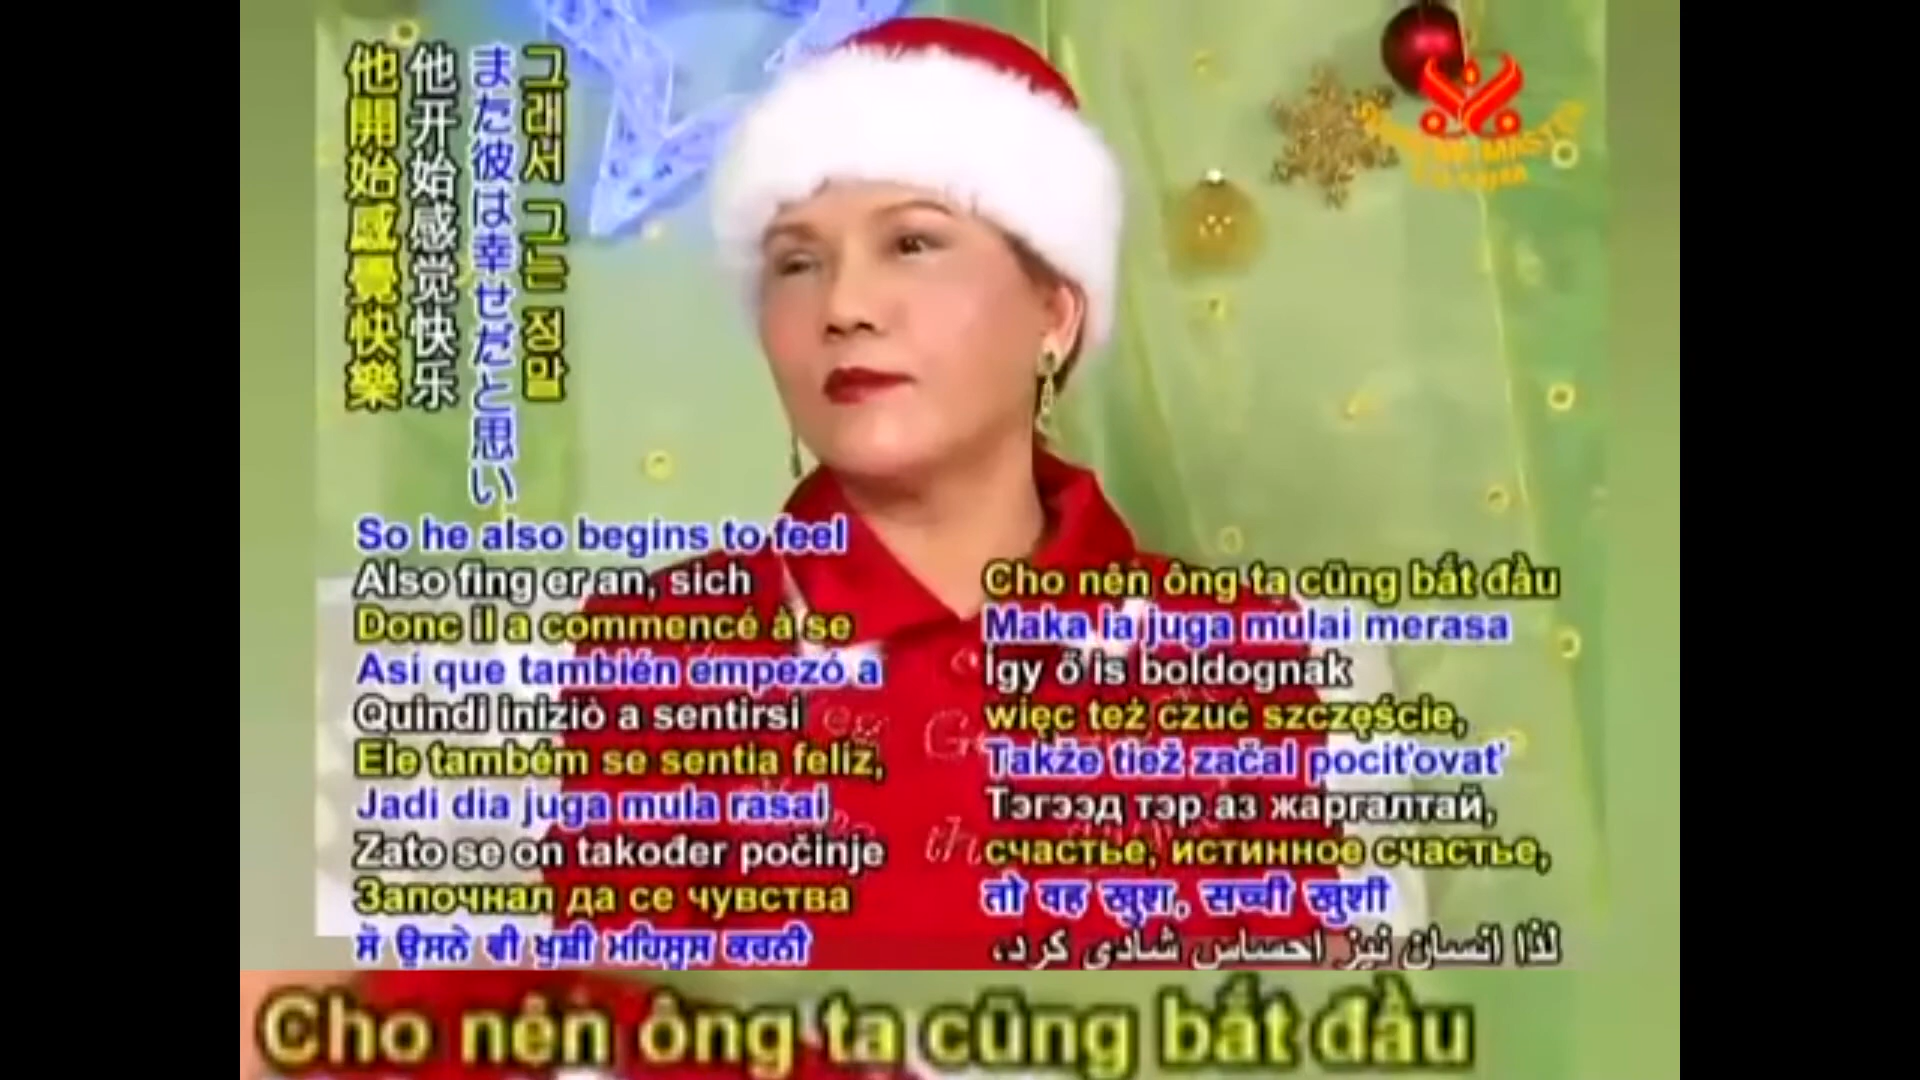 他開始感覺快樂
他开始感觉快乐
また彼は幸せだと思い
그래서 그는 정말
So he also begins to feel
Also fing er an, sich
Donc il a commencé à se
Así que también empezó a
Quindi iniziò a sentirsi
Ele também se sentia feliz,
Jadi dia juga mula rasai
Zato se on također počinje
Започнал да се чувства
ਸੋ ਉਸਨੇ ਵੀ ਖੁਸ਼ੀ ਮਹਿਸੂਸ ਕਰਨੀ
Cho nên ông ta cũng bắt đầu
Maka ia juga mulai merasa
Így ő is boldognak
więc też czuć szczęście,
Takže tiež začal pociťovať
Тэгээд тэр аз жаргалтай,
счастье, истинное счастье,
तो वह खुश, सच्ची खुशी
لذا انسان نیز احساس شادی کرد،
Cho nên ông ta cũng bắt đầu